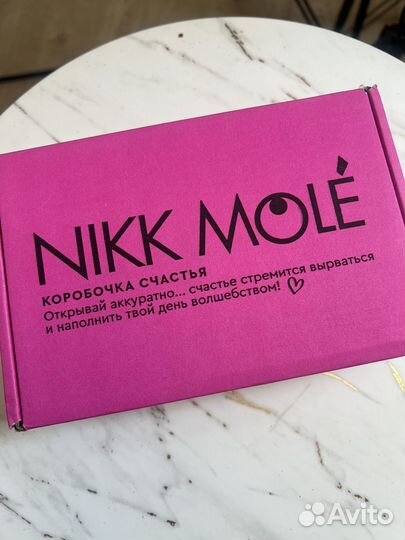 NIKK MOLÉ
КОРОБОЧКА СЧАСТЬЯ
Открывай аккуратно... счастье стремится вырваться
и наполнить твой день волшебством!
Avito